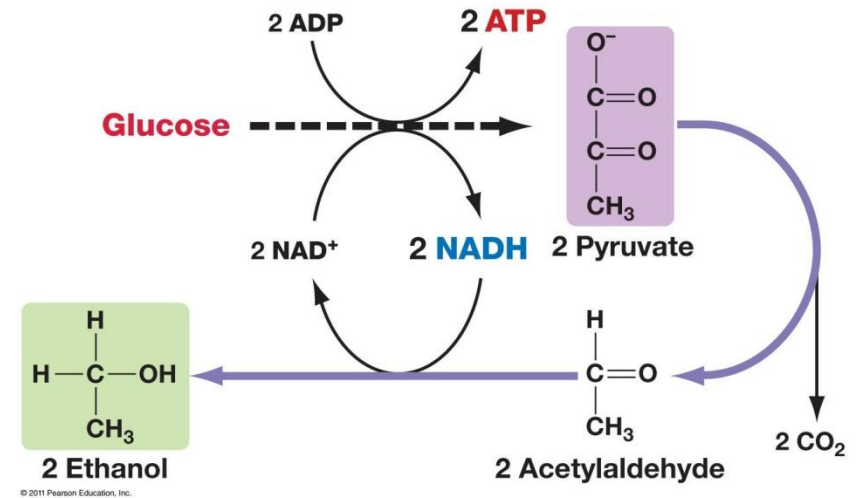 2 ADP
2 ATP
Glucose
O⁻
C=O
C=O
CH₃
2 Pyruvate
2 NAD⁺
2 NADH
H
H—C—OH
CH₃
2 Ethanol
H
C=O
CH₃
2 Acetylaldehyde
2 CO₂
© 2011 Pearson Education, Inc.